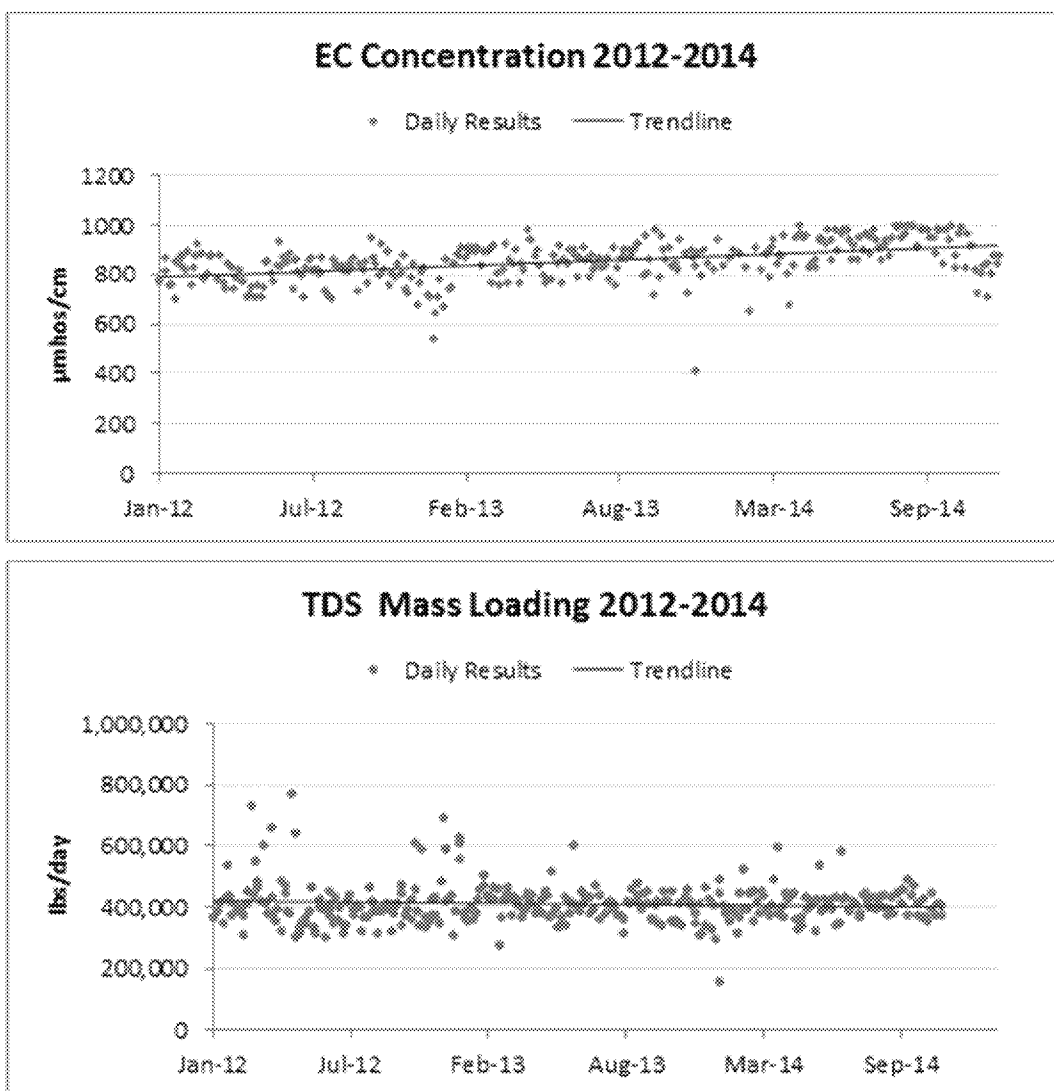 EC Concentration 2012-2014
Daily Results Trendline
1200
1000
800
600
400
200
0
µmhos/cm
Jan-12 Jul-12 Feb-13 Aug-13 Mar-14 Sep-14
TDS Mass Loading 2012-2014
Daily Results Trendline
1,000,000
800,000
600,000
400,000
200,000
0
lbs/day
Jan-12 Jul-12 Feb-13 Aug-13 Mar-14 Sep-14